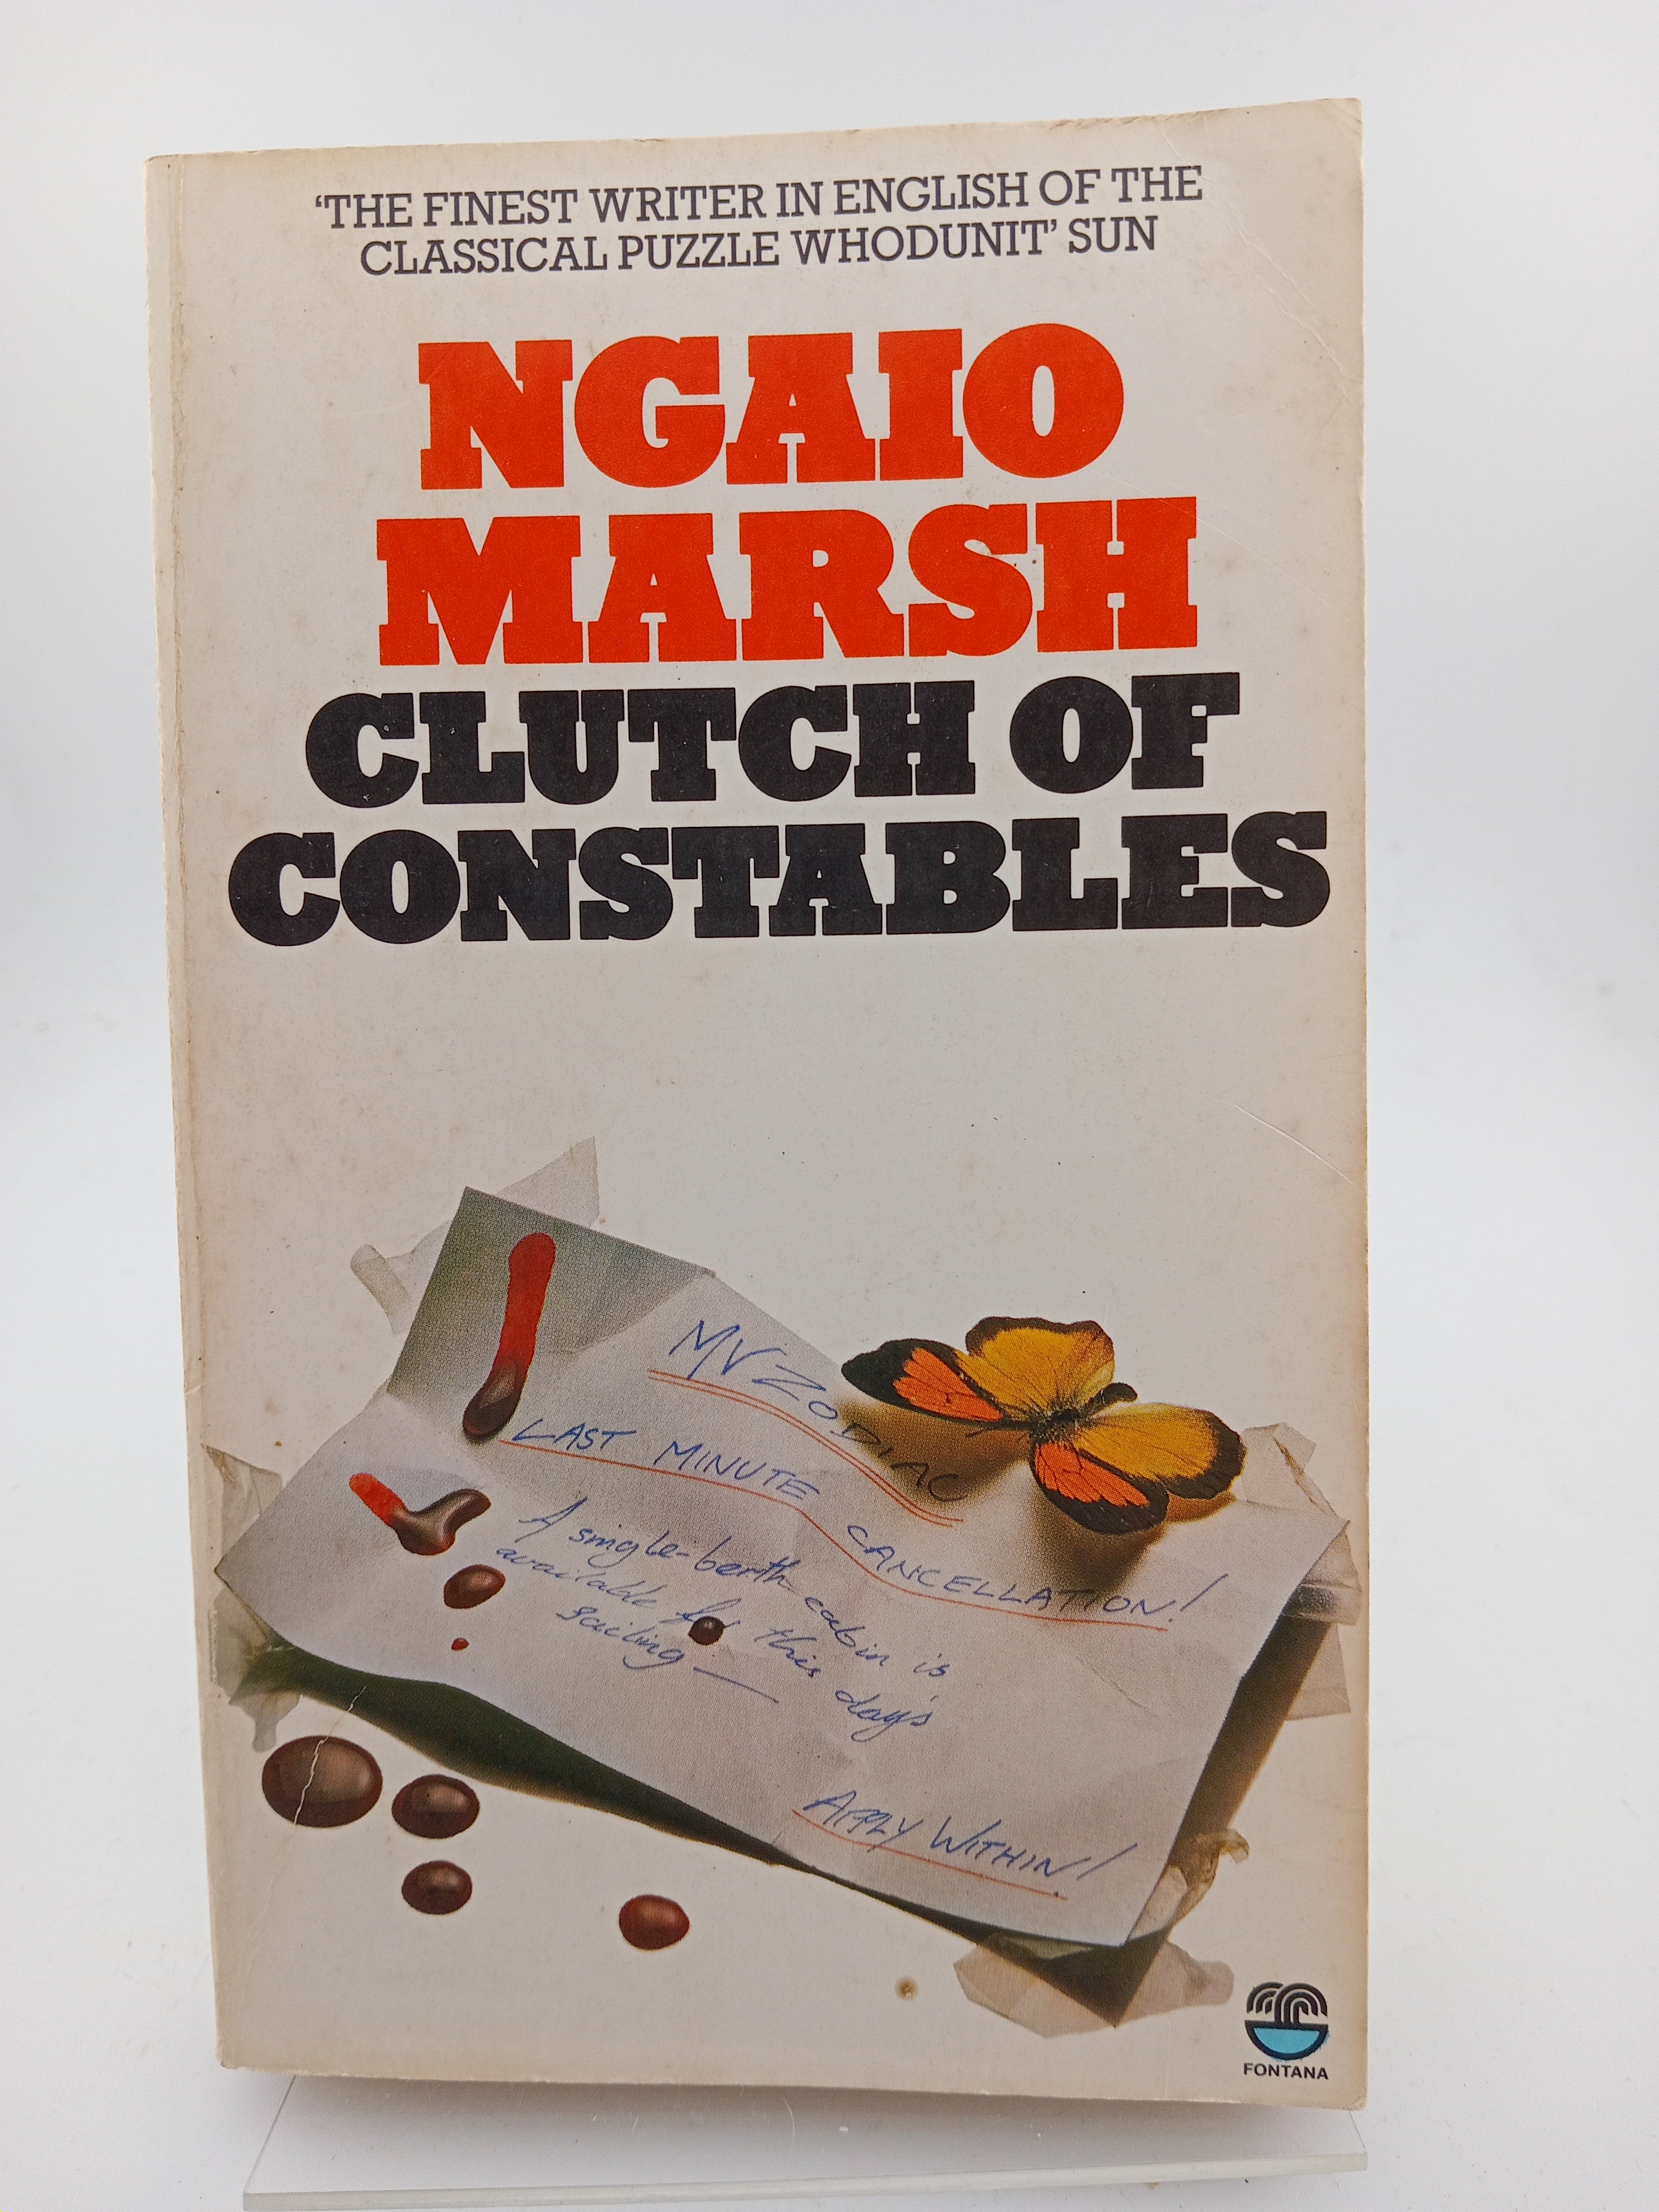 ‘THE FINEST WRITER IN ENGLISH OF THE
CLASSICAL PUZZLE WHODUNIT’ SUN
NGAIO
MARSH
CLUTCH OF
CONSTABLES
MV ZODIAC
LAST MINUTE CANCELLATION!
A single-berth cabin is
available for this day's
sailing—
APPLY WITHIN!
FONTANA